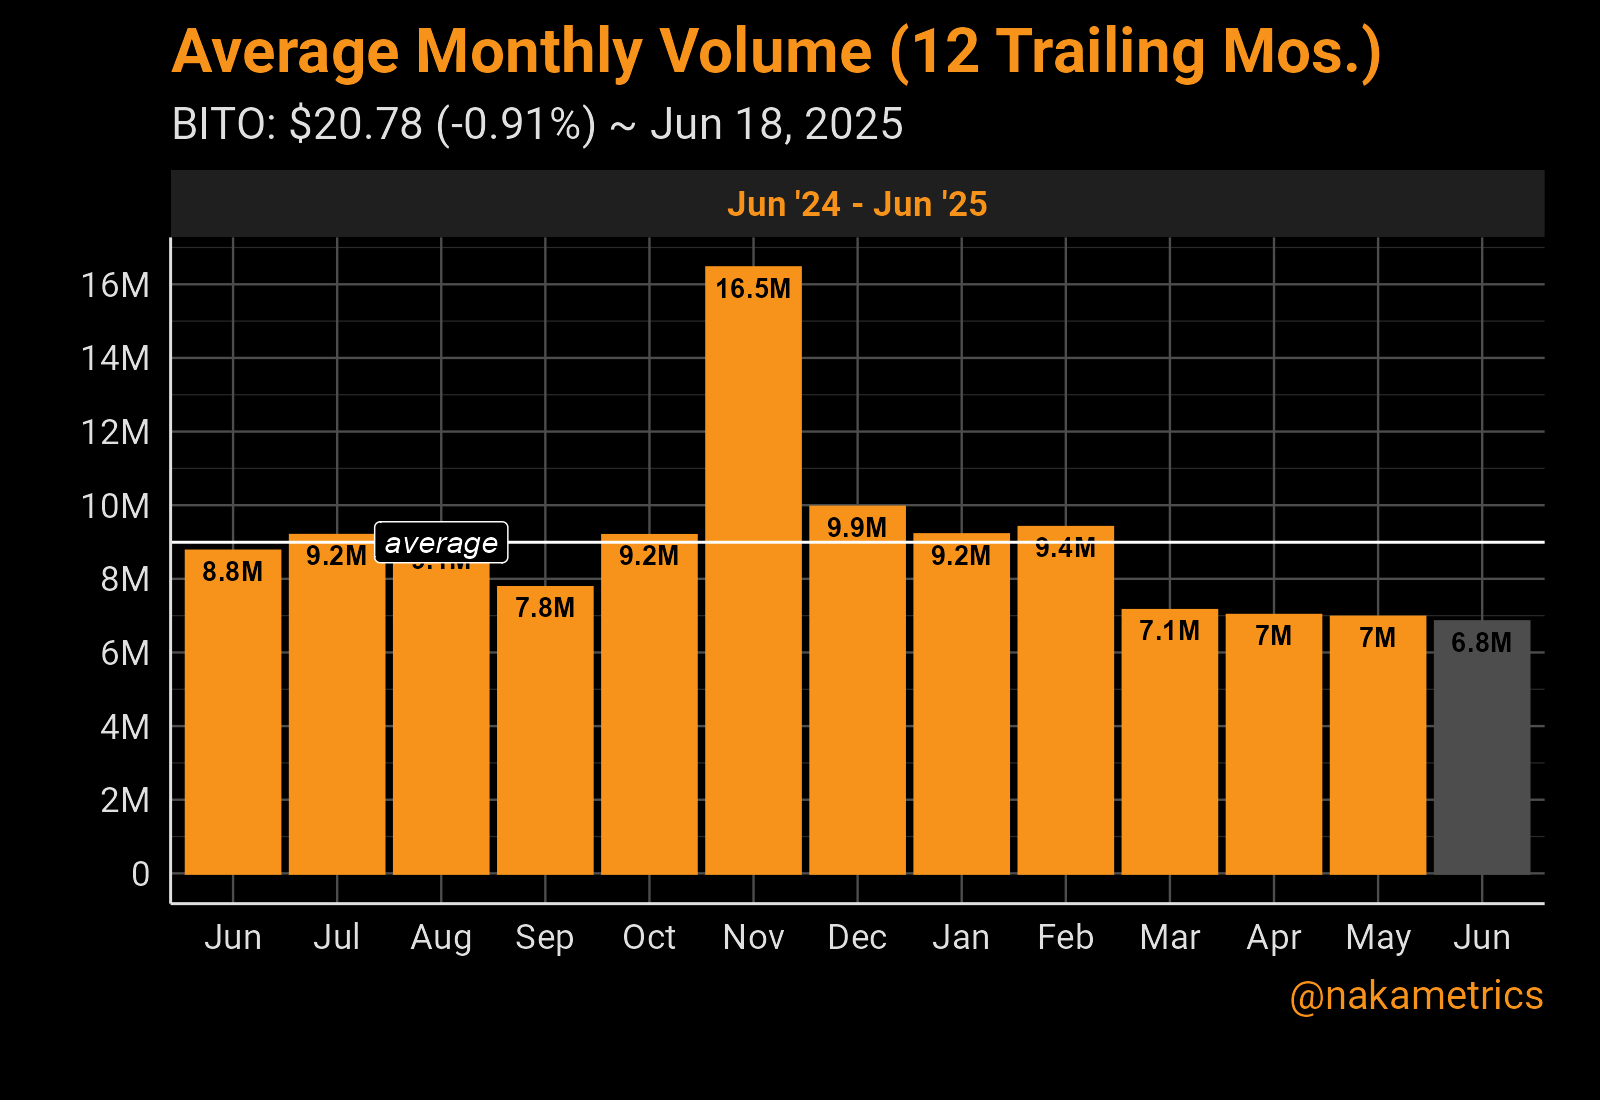 Average Monthly Volume (12 Trailing Mos.)
BITO: $20.78 (-0.91%) ~ Jun 18, 2025
Jun '24 - Jun '25
16M
14M
12M
10M
8M
6M
4M
2M
0
8.8M
9.2M
average
7.8M
9.2M
16.5M
9.9M
9.2M
9.4M
7.1M
7M
7M
6.8M
Jun Jul Aug Sep Oct Nov Dec Jan Feb Mar Apr May Jun
@nakametrics